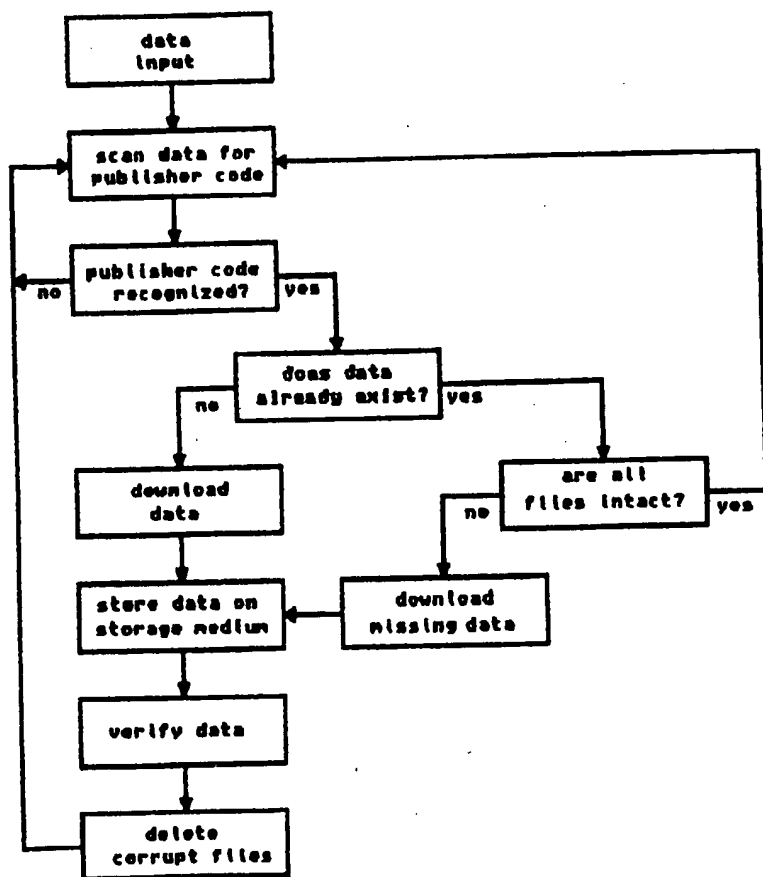 data
input
scan data for
publisher code
publisher code
recognized?
no
yes
does data
already exist?
no
yes
are all
files intact?
no
yes
download
data
store data on
storage medium
download
missing data
verify data
delete
corrupt files